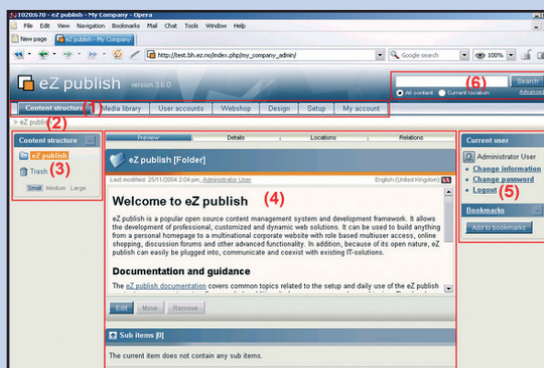 1020x670 - eZ publish - My Company - Opera
File Edit View Navigation Bookmarks Mail Chat Tools Window Help
New page eZ publish - My Company
http://test.bh.ez.no/index.php/my_company_admin/ Google search 100%
eZ publish version 3.6.0
(6) Search
All content Current location Advanced
Content structure (1) Media library User accounts Webshop Design Setup My account
eZ publish (2)
Content structure
eZ publish
Trash (3)
Small Medium Large
Preview Details Locations Relations
eZ publish [Folder]
Last modified: 25/11/2004 2:04 pm, Administrator User English (United Kingdom)
Welcome to eZ publish (4)
eZ publish is a popular open source content management system and development framework. It allows
the development of professional, customized and dynamic web solutions. It can be used to build anything
from a personal homepage to a multinational corporate website with role based multiuser access, online
shopping, discussion forums and other advanced functionality. In addition, because of its open nature, eZ
publish can easily be plugged into, communicate and coexist with existing IT-solutions.
Documentation and guidance
The eZ publish documentation covers common topics related to the setup and daily use of the eZ publish
Edit Move Remove
Sub items [0]
The current item does not contain any sub items.
Current user
Administrator User
Change information
Change password
Logout (5)
Bookmarks
Add to bookmarks